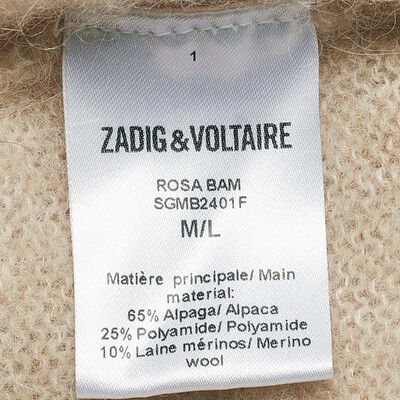 1
ZADIG & VOLTAIRE
ROSA BAM
SGMB2401F
M/L
Matière principale/ Main
material:
65% Alpaga/ Alpaca
25% Polyamide/ Polyamide
10% Laine mérinos/ Merino
wool